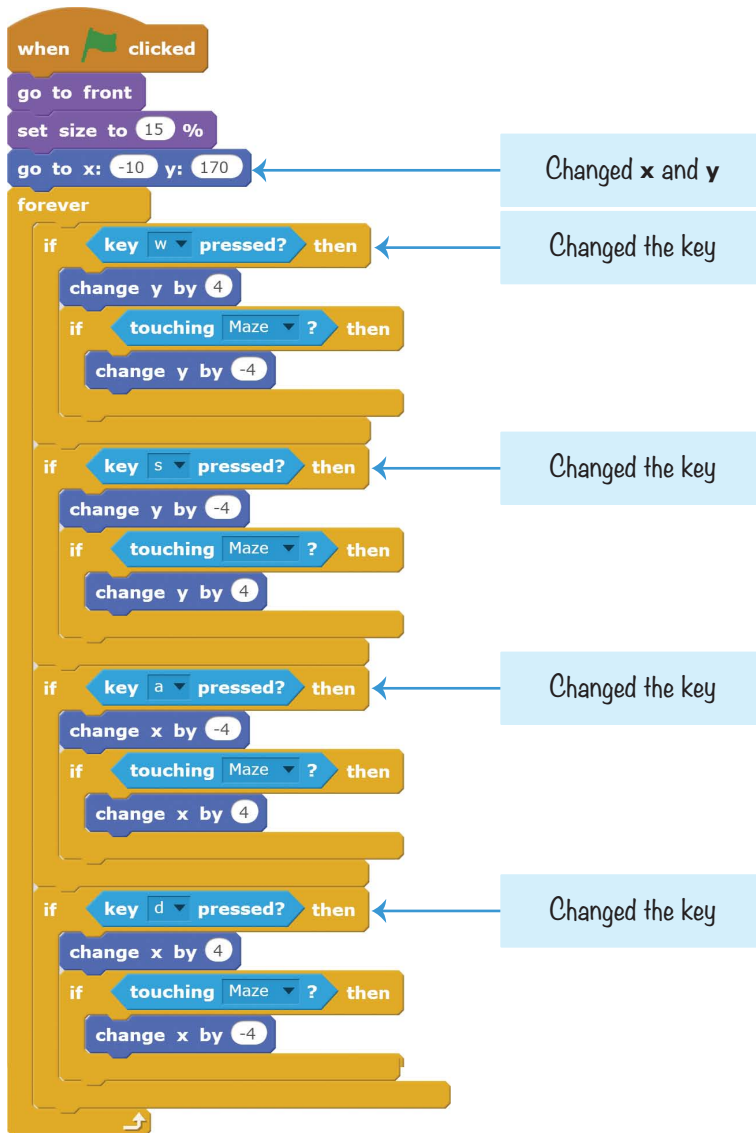 when clicked
go to front
set size to 15 %
go to x: -10 y: 170
Changed x and y
forever
if key w pressed? then
Changed the key
change y by 4
if touching Maze ? then
change y by -4
if key s pressed? then
Changed the key
change y by -4
if touching Maze ? then
change y by 4
if key a pressed? then
Changed the key
change x by -4
if touching Maze ? then
change x by 4
if key d pressed? then
Changed the key
change x by 4
if touching Maze ? then
change x by -4